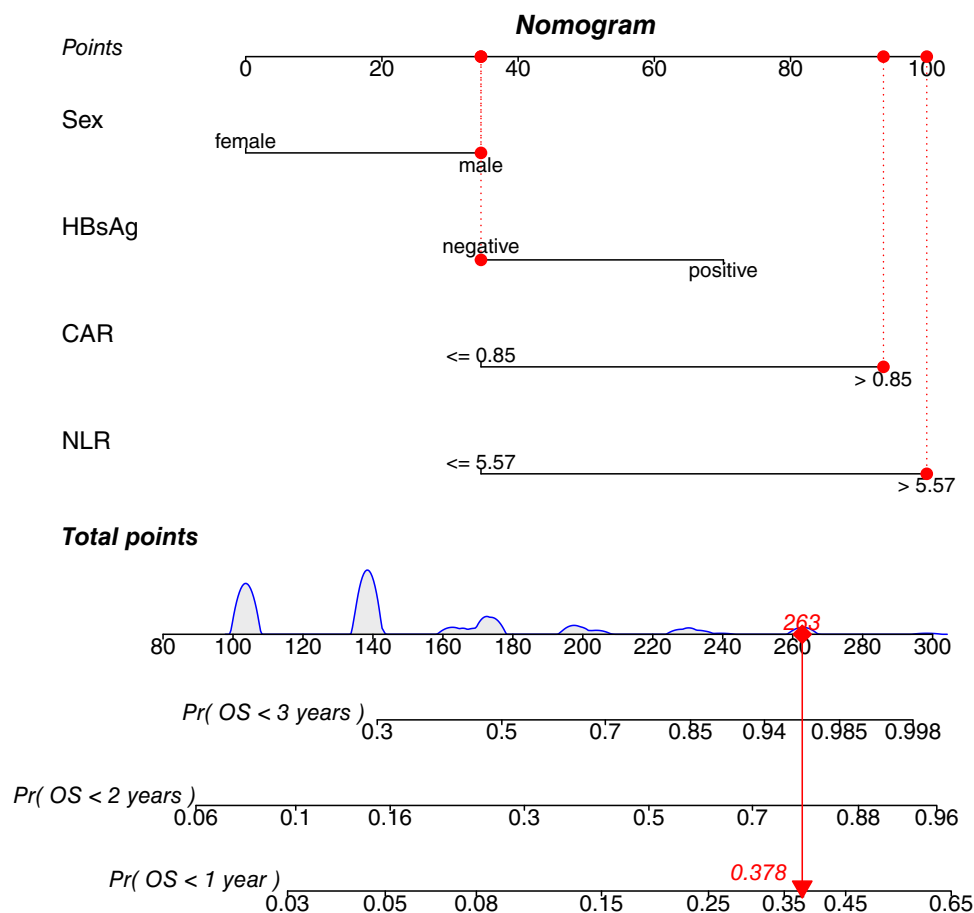 Nomogram
Points
0 20 40 60 80 100
Sex
female
male
HBsAg
negative
positive
CAR
<= 0.85
> 0.85
NLR
<= 5.57
> 5.57
Total points
263
80 100 120 140 160 180 200 220 240 260 280 300
Pr( OS < 3 years )
0.3 0.5 0.7 0.85 0.94 0.985 0.998
Pr( OS < 2 years )
0.06 0.1 0.16 0.3 0.5 0.7 0.88 0.96
0.378
Pr( OS < 1 year )
0.03 0.05 0.08 0.15 0.25 0.35 0.45 0.65